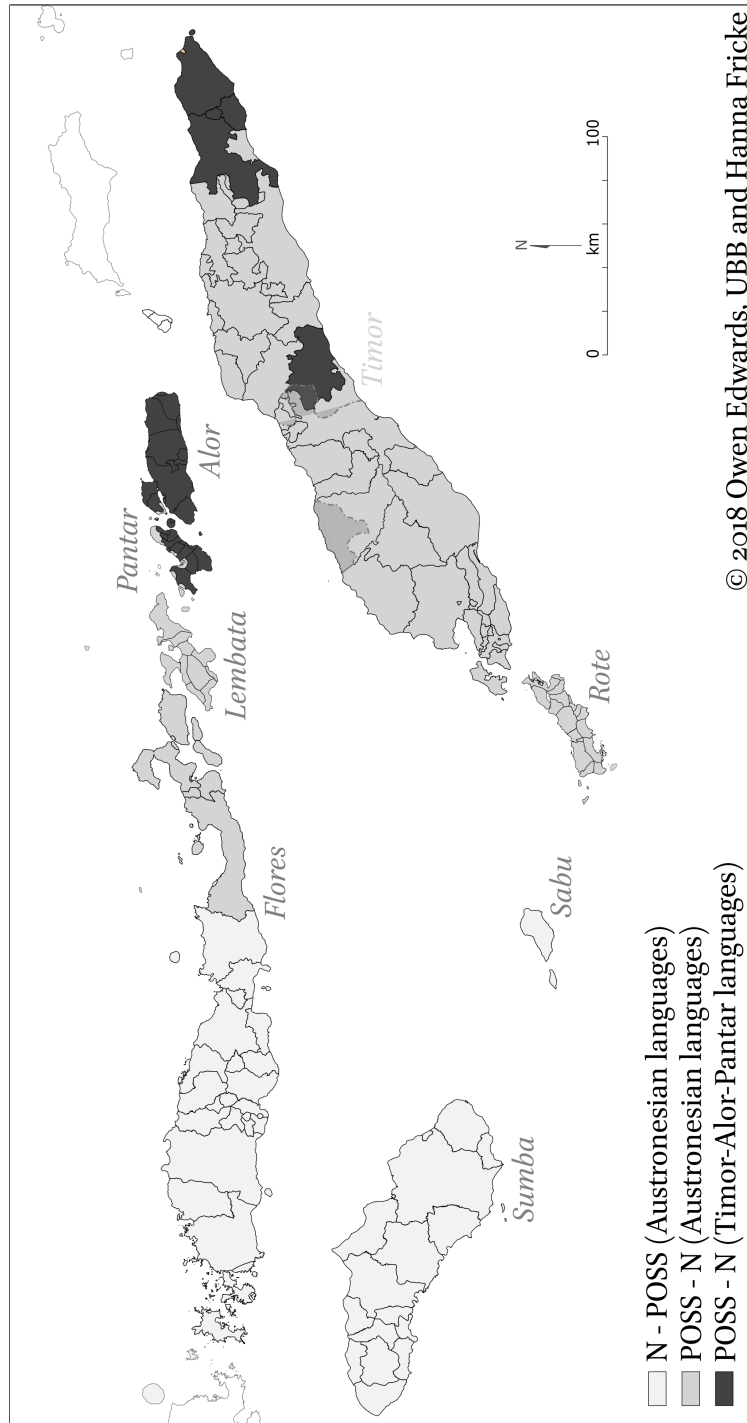 Pantar
Alor
Lembata
Flores
Timor
Rote
Sabu
Sumba
N
0
km
100
N - POSS (Austronesian languages)
POSS - N (Austronesian languages)
POSS - N (Timor-Alor-Pantar languages)
© 2018 Owen Edwards, UBB and Hanna Fricke